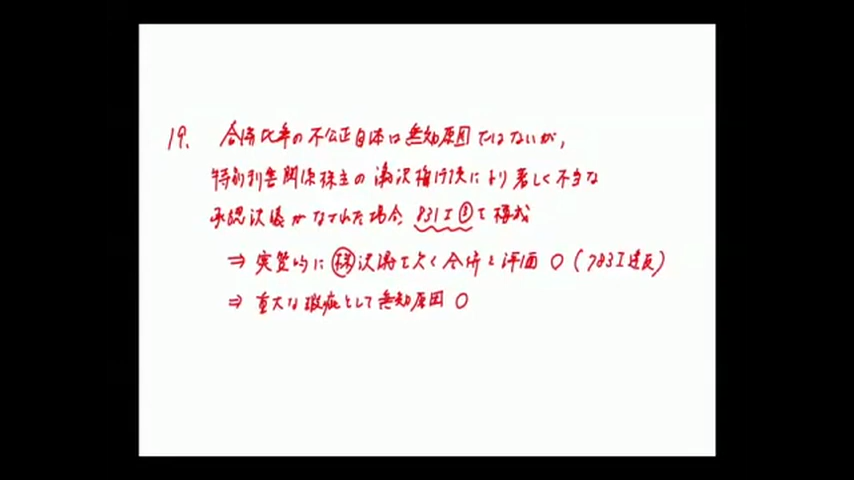 19. 合併比率の不公正自体は無効原因ではないが,
特別利害関係株主の議決権行使により著しく不当な
承認決議がなされた場合, 831Ⅰ③で構成
⇒ 実質的に㊑決議を欠く合併と評価 ○ (783Ⅰ違反)
⇒ 重大な瑕疵として無効原因 ○